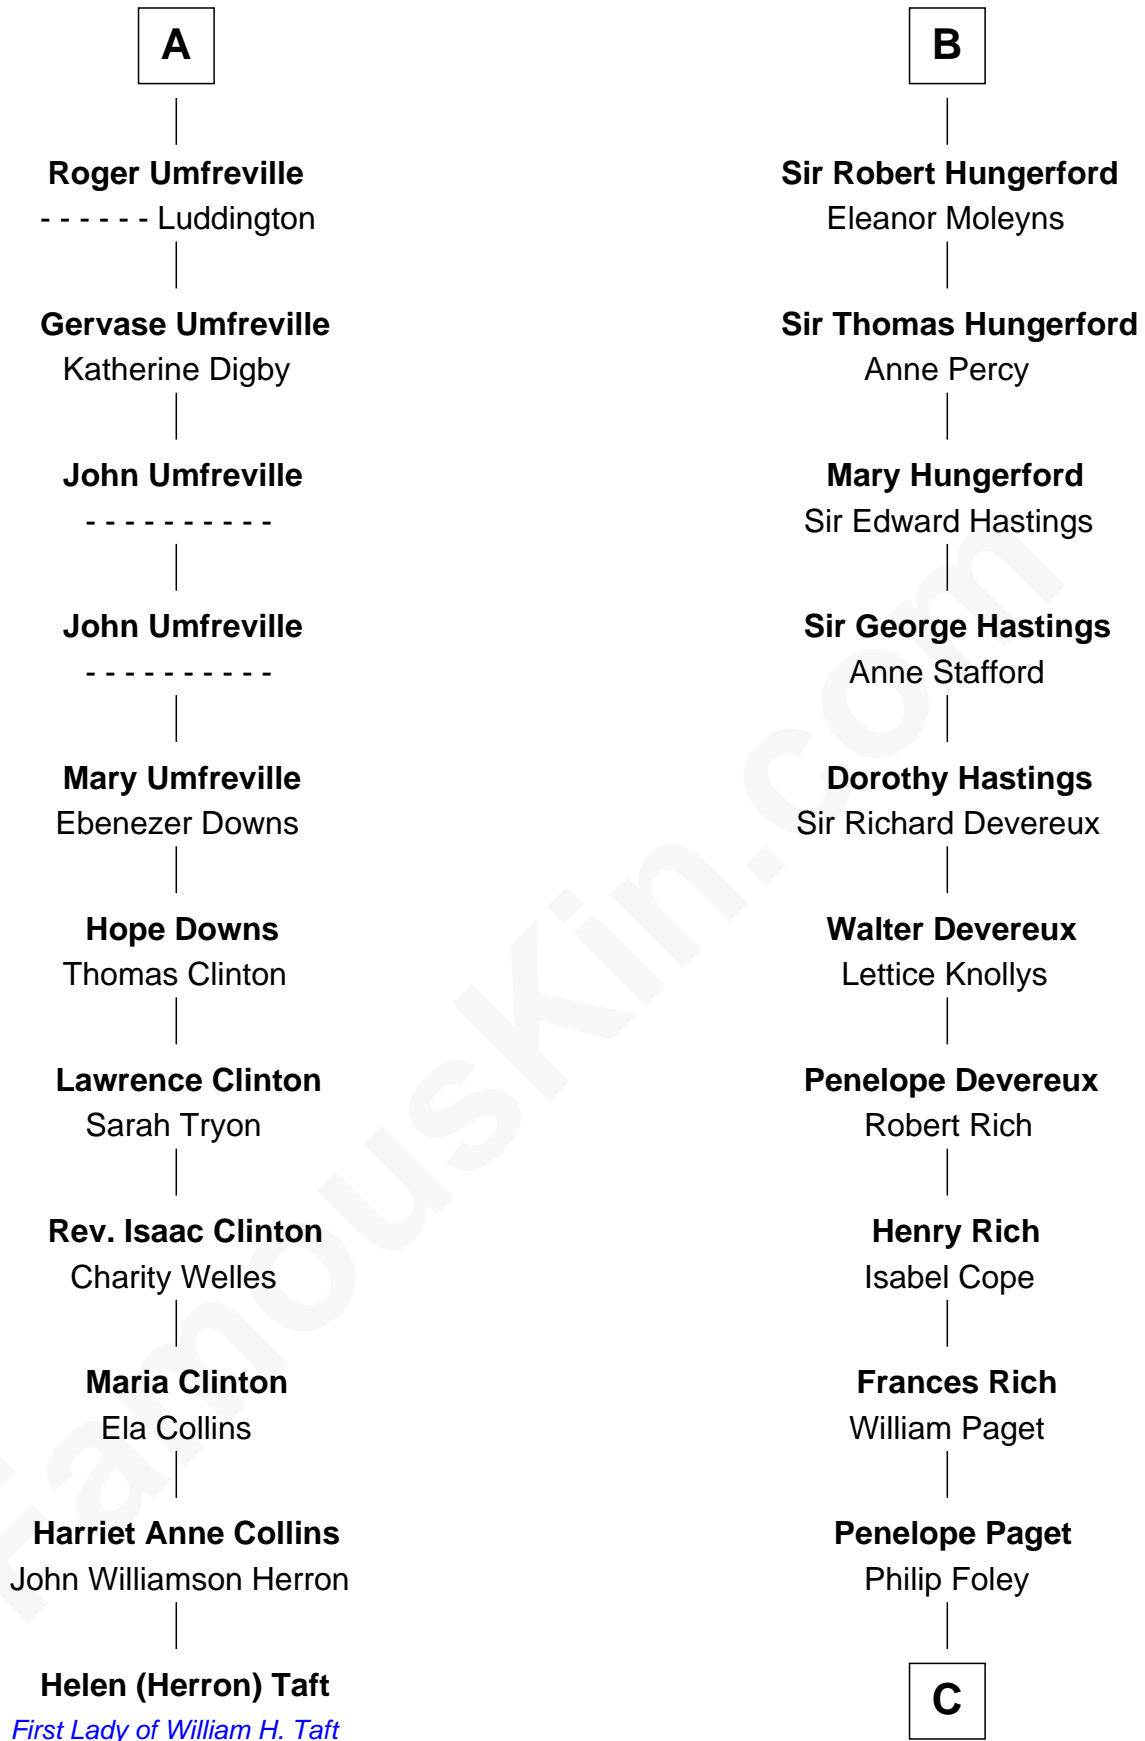 A
Roger Umfreville
- - - - - - Luddington
Gervase Umfreville
Katherine Digby
John Umfreville
- - - - - - - - - -
John Umfreville
- - - - - - - - - -
Mary Umfreville
Ebenezer Downs
Hope Downs
Thomas Clinton
Lawrence Clinton
Sarah Tryon
Rev. Isaac Clinton
Charity Welles
Maria Clinton
Ela Collins
Harriet Anne Collins
John Williamson Herron
Helen (Herron) Taft
First Lady of William H. Taft
B
Sir Robert Hungerford
Eleanor Moleyns
Sir Thomas Hungerford
Anne Percy
Mary Hungerford
Sir Edward Hastings
Sir George Hastings
Anne Stafford
Dorothy Hastings
Sir Richard Devereux
Walter Devereux
Lettice Knollys
Penelope Devereux
Robert Rich
Henry Rich
Isabel Cope
Frances Rich
William Paget
Penelope Paget
Philip Foley
C
FamousKin.com